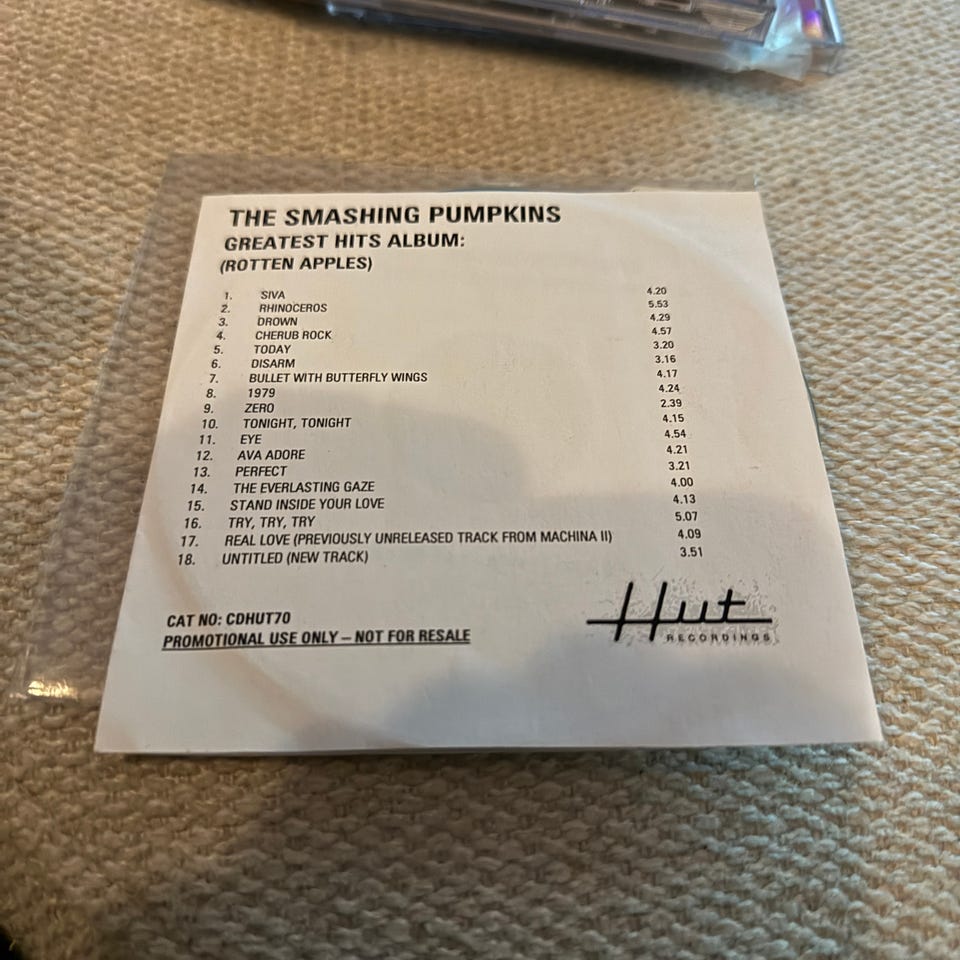 THE SMASHING PUMPKINS
GREATEST HITS ALBUM:
(ROTTEN APPLES)
1. SIVA 4.20
2. RHINOCEROS 5.53
3. DROWN 4.29
4. CHERUB ROCK 4.57
5. TODAY 3.20
6. DISARM 3.16
7. BULLET WITH BUTTERFLY WINGS 4.17
8. 1979 4.24
9. ZERO 2.39
10. TONIGHT, TONIGHT 4.15
11. EYE 4.54
12. AVA ADORE 4.21
13. PERFECT 3.21
14. THE EVERLASTING GAZE 4.00
15. STAND INSIDE YOUR LOVE 4.13
16. TRY, TRY, TRY 5.07
17. REAL LOVE (PREVIOUSLY UNRELEASED TRACK FROM MACHINA II) 4.09
18. UNTITLED (NEW TRACK) 3.51
CAT NO: CDHUT70
PROMOTIONAL USE ONLY – NOT FOR RESALE
Hut
RECORDINGS